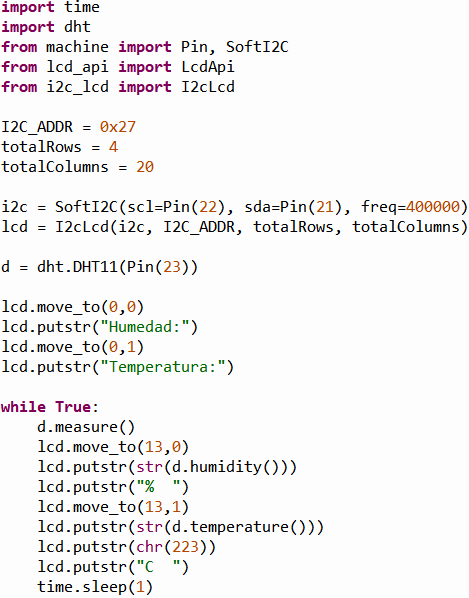 import time
import dht
from machine import Pin, SoftI2C
from lcd_api import LcdApi
from i2c_lcd import I2cLcd

I2C_ADDR = 0x27
totalRows = 4
totalColumns = 20

i2c = SoftI2C(scl=Pin(22), sda=Pin(21), freq=400000)
lcd = I2cLcd(i2c, I2C_ADDR, totalRows, totalColumns)

d = dht.DHT11(Pin(23))

lcd.move_to(0,0)
lcd.putstr("Humedad:")
lcd.move_to(0,1)
lcd.putstr("Temperatura:")

while True:
    d.measure()
    lcd.move_to(13,0)
    lcd.putstr(str(d.humidity()))
    lcd.putstr("%  ")
    lcd.move_to(13,1)
    lcd.putstr(str(d.temperature()))
    lcd.putstr(chr(223))
    lcd.putstr("C  ")
    time.sleep(1)